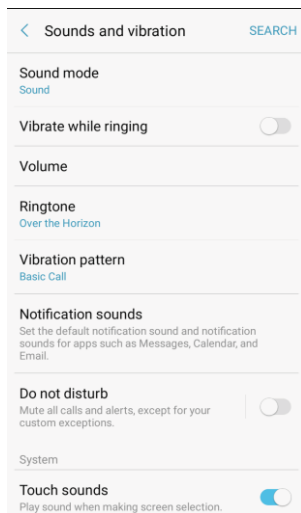 Sounds and vibration SEARCH
Sound mode
Sound
Vibrate while ringing
Volume
Ringtone
Over the Horizon
Vibration pattern
Basic Call
Notification sounds
Set the default notification sound and notification
sounds for apps such as Messages, Calendar, and
Email.
Do not disturb
Mute all calls and alerts, except for your
custom exceptions.
System
Touch sounds
Play sound when making screen selection.